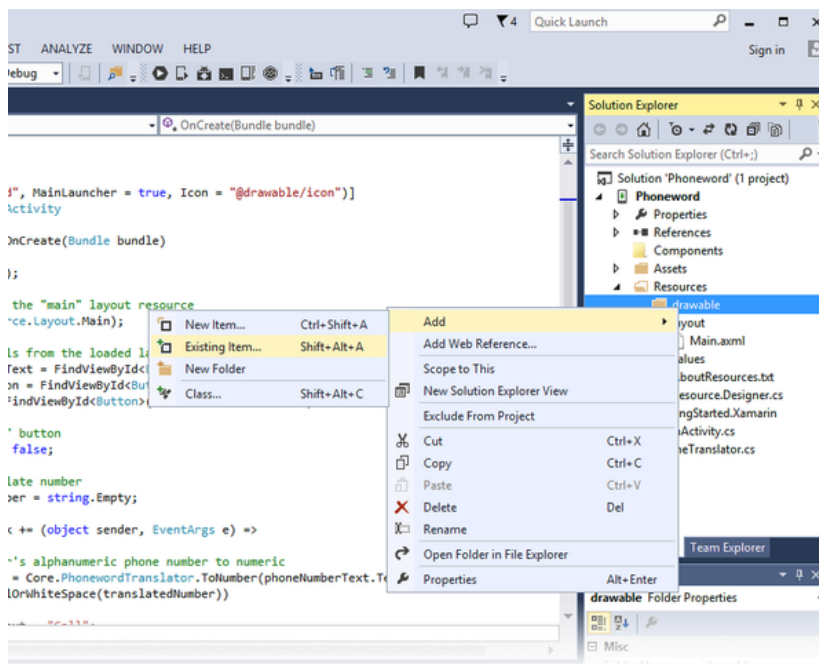 4 Quick Launch
ST ANALYZE WINDOW HELP
Sign in
Debug
OnCreate(Bundle bundle)
d", MainLauncher = true, Icon = "@drawable/icon")]
Activity
OnCreate(Bundle bundle)
);
the "main" layout resource
rce.Layout.Main);
ls from the loaded la
Text = FindViewById<
on = FindViewById<But
FindViewById<Button>(
' button
false;
late number
ber = string.Empty;
k += (object sender, EventArgs e) =>
r's alphanumeric phone number to numeric
= Core.PhonewordTranslator.ToNumber(phoneNumberText.Te
lOrWhiteSpace(translatedNumber))
New Item... Ctrl+Shift+A
Existing Item... Shift+Alt+A
New Folder
Class... Shift+Alt+C
Add
Add Web Reference...
Scope to This
New Solution Explorer View
Exclude From Project
Cut Ctrl+X
Copy Ctrl+C
Paste Ctrl+V
Delete Del
Rename
Open Folder in File Explorer
Properties Alt+Enter
Solution Explorer
Search Solution Explorer (Ctrl+;)
Solution 'Phoneword' (1 project)
Phoneword
Properties
References
Components
Assets
Resources
drawable
yout
Main.axml
alues
boutResources.txt
esource.Designer.cs
ngStarted.Xamarin
nActivity.cs
neTranslator.cs
Team Explorer
drawable Folder Properties
Misc